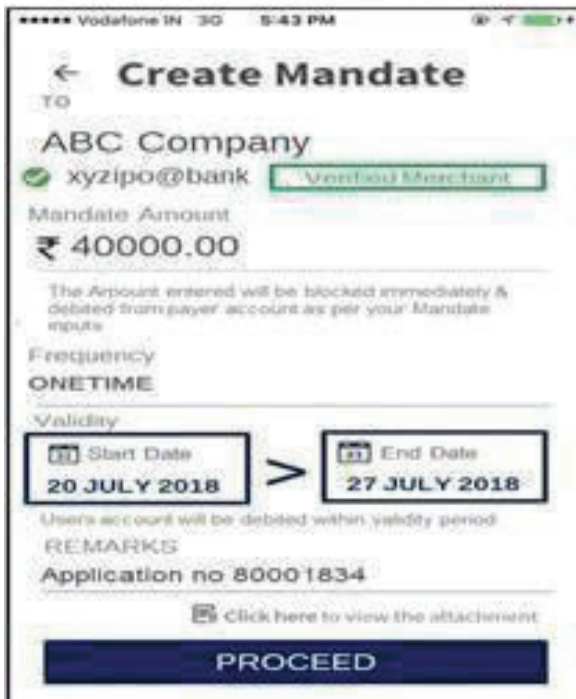 Vodafone IN 3G 5:43 PM
← Create Mandate
TO
ABC Company
xyzipo@bank Verified Merchant
Mandate Amount
₹ 40000.00
The Amount entered will be blocked immediately &
debited from payer account as per your Mandate
inputs
Frequency
ONETIME
Validity
31 Start Date > 31 End Date
20 JULY 2018 27 JULY 2018
Users account will be debited within validity period
REMARKS
Application no 80001834
Click here to view the attachment
PROCEED